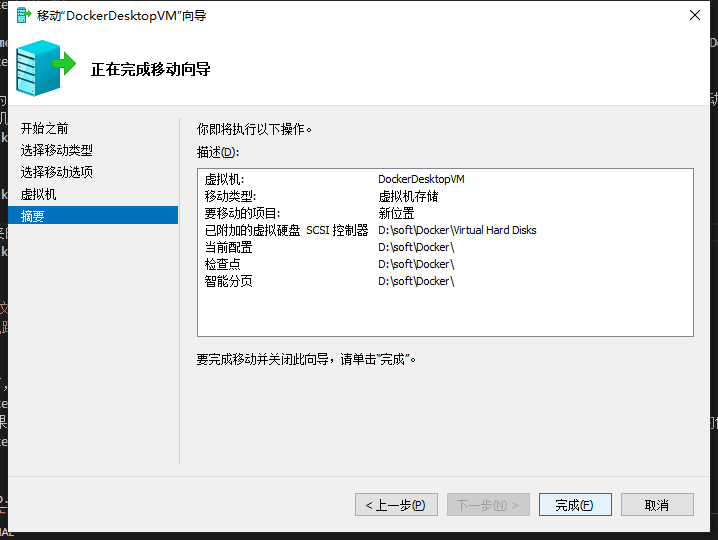 移动“DockerDesktopVM”向导
正在完成移动向导
开始之前
选择移动类型
选择移动选项
虚拟机
摘要
你即将执行以下操作。
描述(D):
虚拟机: DockerDesktopVM
移动类型: 虚拟机存储
要移动的项目: 新位置
已附加的虚拟硬盘 SCSI 控制器 D:\soft\Docker\Virtual Hard Disks
当前配置 D:\soft\Docker\
检查点 D:\soft\Docker\
智能分页 D:\soft\Docker\
要完成移动并关闭此向导，请单击“完成”。
< 上一步(P)
下一步(N) >
完成(F)
取消